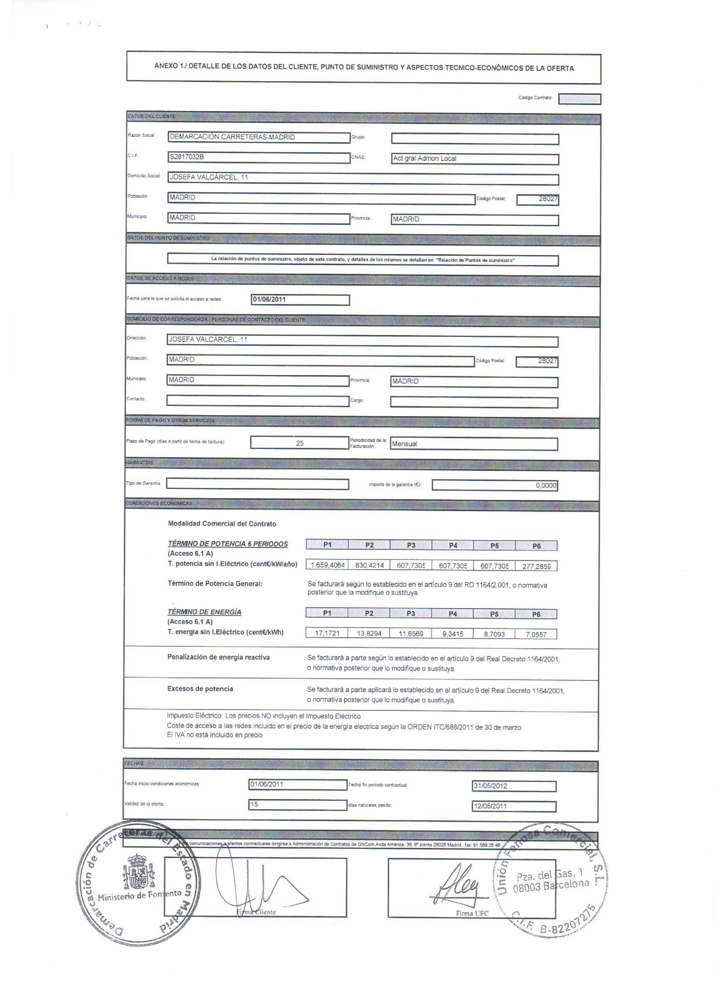 ANEXO 1./ DETALLE DE LOS DATOS DEL CLIENTE, PUNTO DE SUMINISTRO Y ASPECTOS TECNICO-ECONÓMICOS DE LA OFERTA
Código Contrato:
DATOS DEL CLIENTE
Razon Social: DEMARCACIÓN CARRETERAS-MADRID Grupo:
C.I.F. S2817032B CNAE: Act gral Admon Local
Domicilio Social: JOSEFA VALCÁRCEL, 11
Población MADRID Código Postal: 28027
Municipio MADRID Provincia: MADRID
DATOS DEL PUNTO DE SUMINISTRO
La relación de puntos de suministro, objeto de este contrato, y detalles de los mismos se detallan en "Relación de Puntos de suministro"
DATOS DE ACCESO A REDES
Fecha para la que se solicita el acceso a redes: 01/06/2011
DOMICILIO DE CORRESPONDENCIA / PERSONAS DE CONTACTO DEL CLIENTE
Dirección: JOSEFA VALCÁRCEL, 11
Población: MADRID Código Postal: 28027
Municipio: MADRID Provincia: MADRID
Contacto : Cargo:
FORMA DE PAGO Y OTROS SERVICIOS
Plazo de Pago (días a partir de fecha de factura): 25 Periodicidad de la Facturación: Mensual
GARANTÍAS
Tipo de Garantía Importe de la garantía (€): 0,0000
CONDICIONES ECONOMICAS
Modalidad Comercial del Contrato
TÉRMINO DE POTENCIA 6 PERIODOS P1 P2 P3 P4 P5 P6
(Acceso 6.1 A)
T. potencia sin I.Eléctrico (cent€/kW/año) 1.659,4064 830,4214 607,7305 607,7305 607,7305 277,2859
Término de Potencia General: Se facturará según lo establecido en el artículo 9 del RD 1164/2.001, o normativa
posterior que la modifique o sustituya.
TÉRMINO DE ENERGÍA P1 P2 P3 P4 P5 P6
(Acceso 6.1 A)
T. energía sin I.Eléctrico (cent€/kWh) 17,1721 13,8294 11,6569 9,3415 8,7093 7,0557
Penalización de energía reactiva Se facturará a parte según lo establecido en el artículo 9 del Real Decreto 1164/2001,
o normativa posterior que lo modifique o sustituya.
Excesos de potencia Se facturará a parte aplicará lo establecido en el artículo 9 del Real Decreto 1164/2001,
o normativa posterior que lo modifique o sustituya.
Impuesto Eléctrico: Los precios NO incluyen el Impuesto Eléctrico
Coste de acceso a las redes incluido en el precio de la energía electrica según la ORDEN ITC/688/2011 de 30 de marzo
El IVA no está incluido en precio
FECHAS
Fecha inicio condiciones económicas: 01/06/2011 Fecha fin periodo contractual 31/05/2012
Validez de la oferta: 15 días naturales desde: 12/05/2011
comunicaciones a efectos contractuales dirigirse a Administración de Contratos de GNCom.Avda América, 38, 8ª planta 28028 Madrid, fax: 91.589.28.46
Demarcación de Carreteras del Estado en Madrid
Ministerio de Fomento
Firma Cliente
Firma UFC
Unión Fenosa Comercial, S.L.
Pza. del Gas, 1
08003 Barcelona
C.I.F. B-82207275